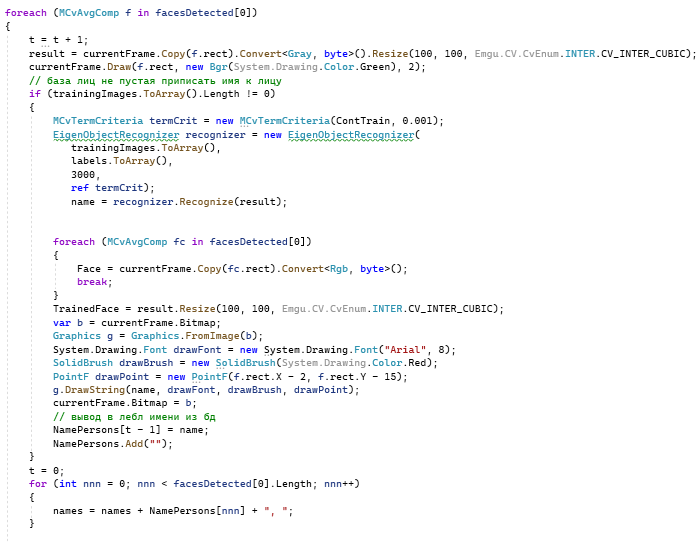 foreach (MCvAvgComp f in facesDetected[0])
{
t = t + 1;
result = currentFrame.Copy(f.rect).Convert<Gray, byte>().Resize(100, 100, Emgu.CV.CvEnum.INTER.CV_INTER_CUBIC);
currentFrame.Draw(f.rect, new Bgr(System.Drawing.Color.Green), 2);
// база лиц не пустая приписать имя к лицу
if (trainingImages.ToArray().Length != 0)
{
MCvTermCriteria termCrit = new MCvTermCriteria(ContTrain, 0.001);
EigenObjectRecognizer recognizer = new EigenObjectRecognizer(
trainingImages.ToArray(),
labels.ToArray(),
3000,
ref termCrit);
name = recognizer.Recognize(result);
foreach (MCvAvgComp fc in facesDetected[0])
{
Face = currentFrame.Copy(fc.rect).Convert<Rgb, byte>();
break;
}
TrainedFace = result.Resize(100, 100, Emgu.CV.CvEnum.INTER.CV_INTER_CUBIC);
var b = currentFrame.Bitmap;
Graphics g = Graphics.FromImage(b);
System.Drawing.Font drawFont = new System.Drawing.Font("Arial", 8);
SolidBrush drawBrush = new SolidBrush(System.Drawing.Color.Red);
PointF drawPoint = new PointF(f.rect.X - 2, f.rect.Y - 15);
g.DrawString(name, drawFont, drawBrush, drawPoint);
currentFrame.Bitmap = b;
// вывод в лебл имени из бд
NamePersons[t - 1] = name;
NamePersons.Add("");
}
t = 0;
for (int nnn = 0; nnn < facesDetected[0].Length; nnn++)
{
names = names + NamePersons[nnn] + ", ";
}